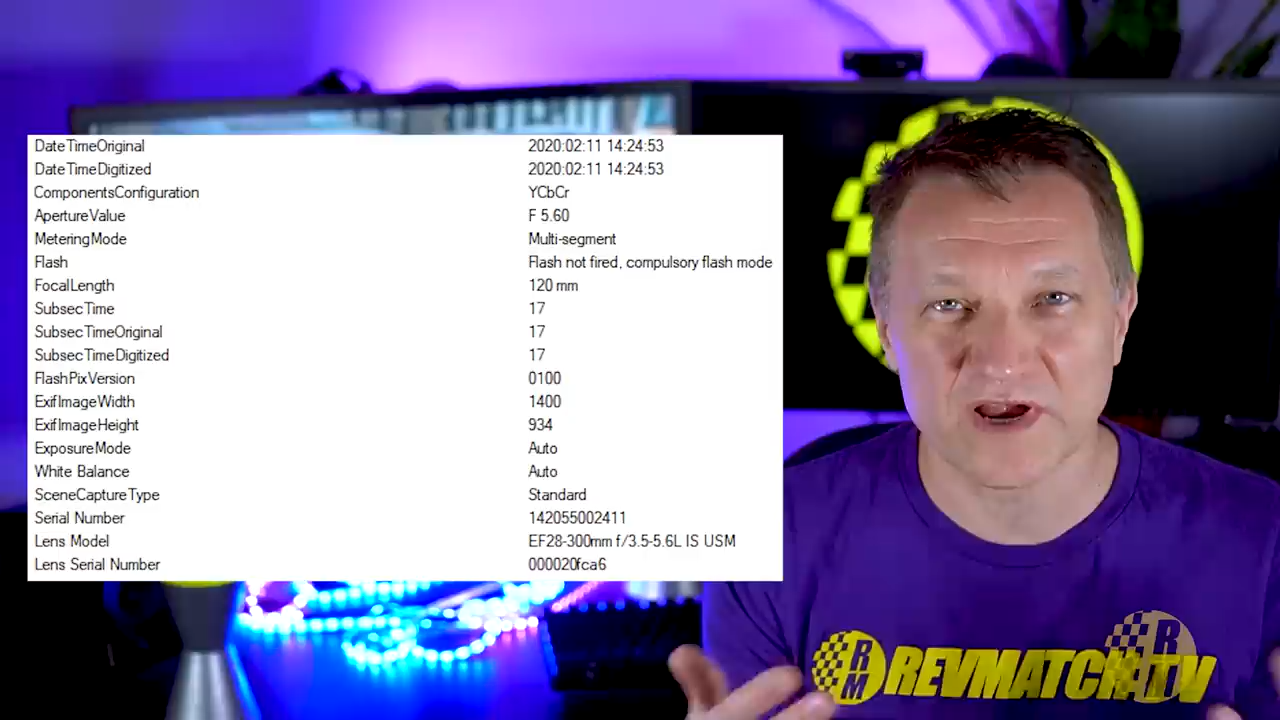 DateTimeOriginal 2020:02:11 14:24:53
DateTimeDigitized 2020:02:11 14:24:53
ComponentsConfiguration YCbCr
ApertureValue F 5.60
MeteringMode Multi-segment
Flash Flash not fired, compulsory flash mode
FocalLength 120 mm
SubsecTime 17
SubsecTimeOriginal 17
SubsecTimeDigitized 17
FlashPixVersion 0100
ExifImageWidth 1400
ExifImageHeight 934
ExposureMode Auto
White Balance Auto
SceneCaptureType Standard
Serial Number 142055002411
Lens Model EF28-300mm f/3.5-5.6L IS USM
Lens Serial Number 000020fca6
RM REVMATCH TV